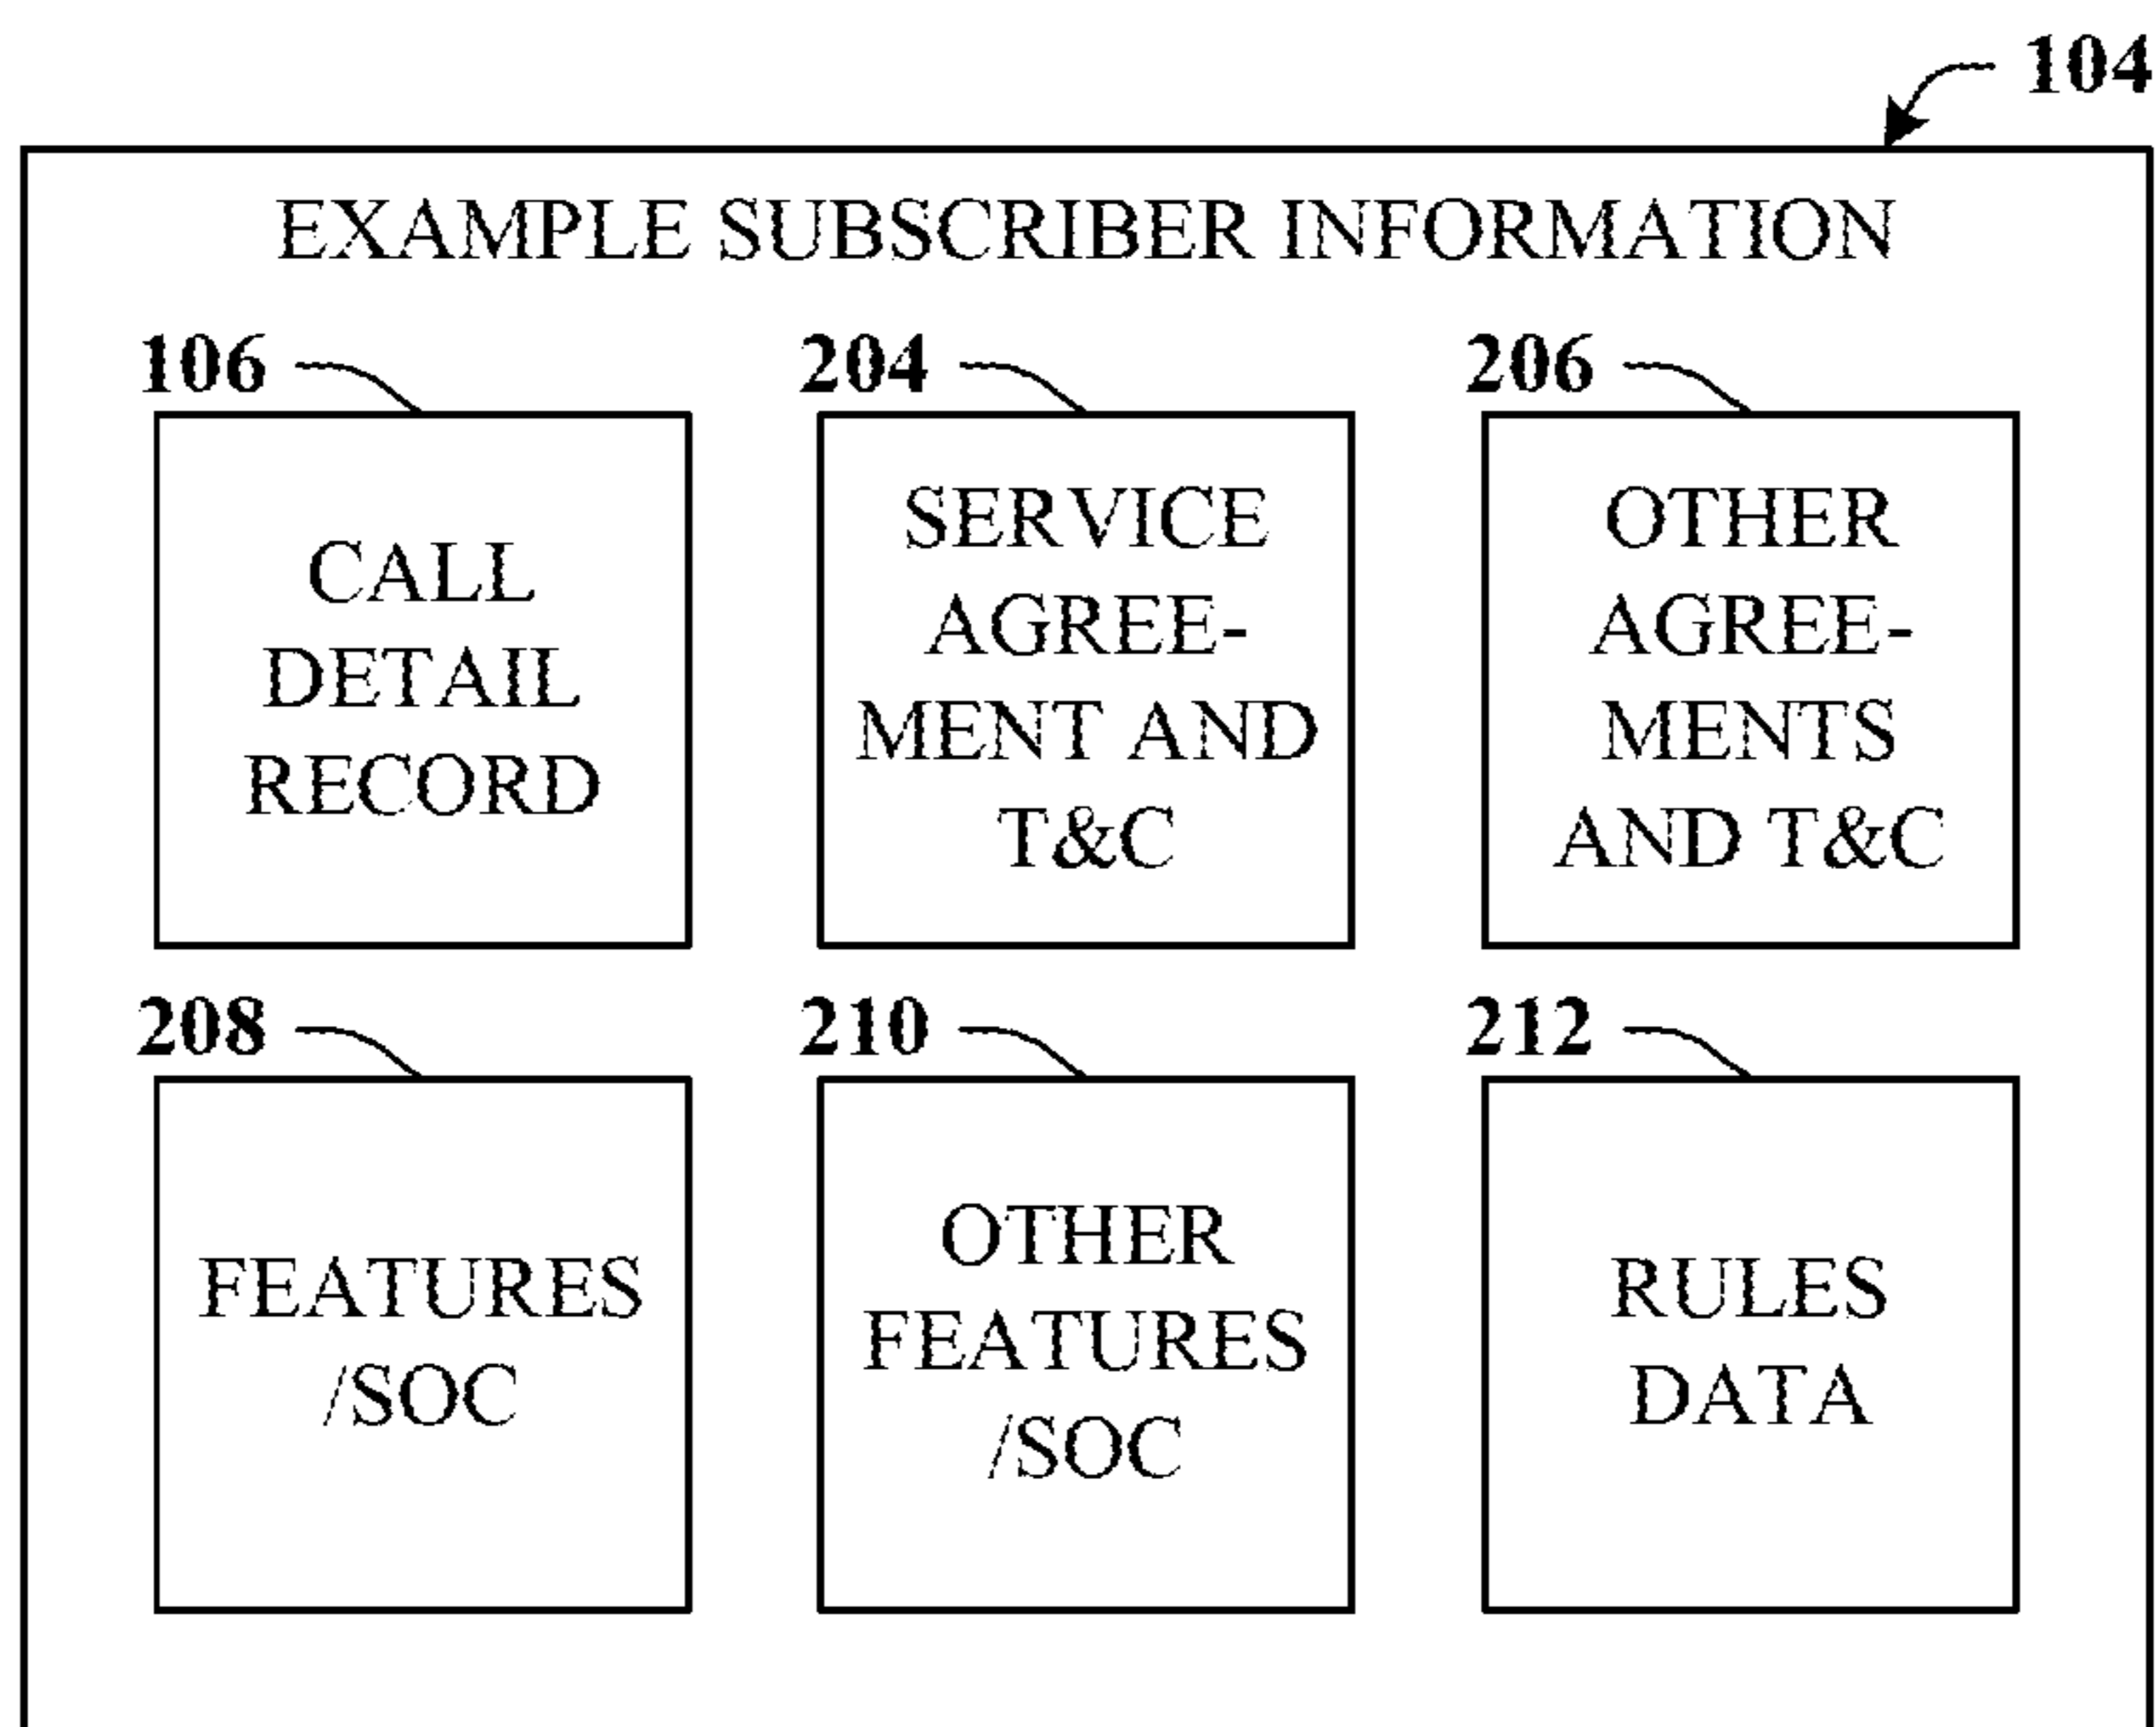 104
EXAMPLE SUBSCRIBER INFORMATION
106
CALL
DETAIL
RECORD
204
SERVICE
AGREE-
MENT AND
T&C
206
OTHER
AGREE-
MENTS
AND T&C
208
FEATURES
/SOC
210
OTHER
FEATURES
/SOC
212
RULES
DATA